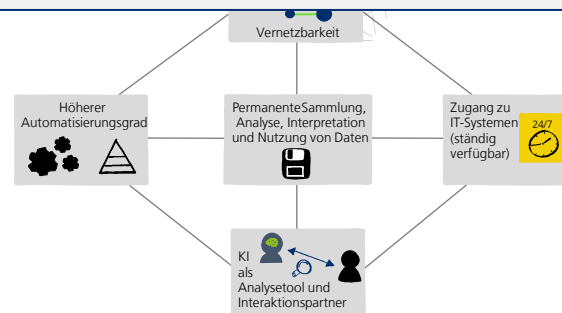 Vernetzbarkeit
Höherer
Automatisierungsgrad
PermanenteSammlung,
Analyse, Interpretation
und Nutzung von Daten
Zugang zu
IT-Systemen
(ständig
verfügbar)
24/7
KI
als
Analysetool und
Interaktionspartner